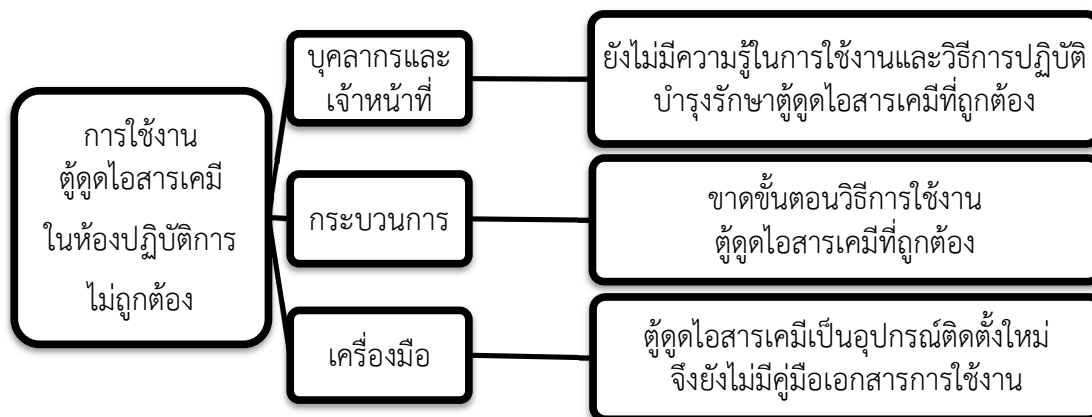 การใช้งาน
ตู้ดูดไอสารเคมี
ในห้องปฏิบัติการ
ไม่ถูกต้อง
บุคลากรและ
เจ้าหน้าที่
ยังไม่มีความรู้ในการใช้งานและวิธีการปฏิบัติ
บำรุงรักษาตู้ดูดไอสารเคมีที่ถูกต้อง
กระบวนการ
ขาดขั้นตอนวิธีการใช้งาน
ตู้ดูดไอสารเคมีที่ถูกต้อง
เครื่องมือ
ตู้ดูดไอสารเคมีเป็นอุปกรณ์ติดตั้งใหม่
จึงยังไม่มีคู่มือเอกสารการใช้งาน